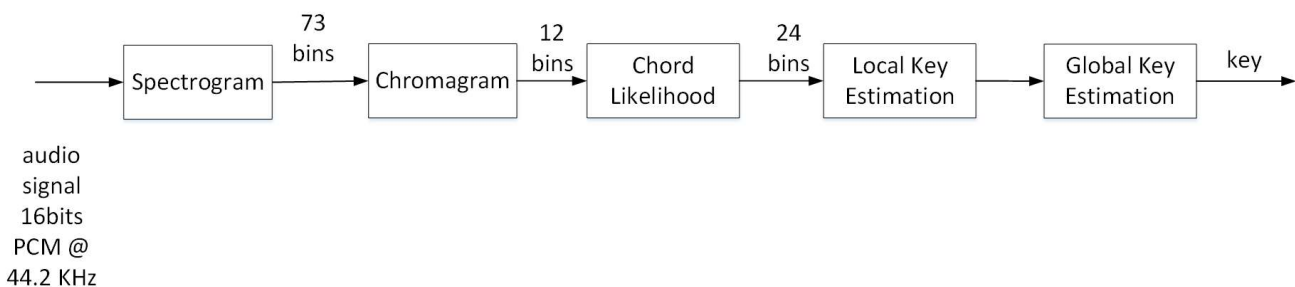 73
bins
12
bins
24
bins
Spectrogram
Chromagram
Chord
Likelihood
Local Key
Estimation
Global Key
Estimation
key
audio
signal
16bits
PCM @
44.2 KHz